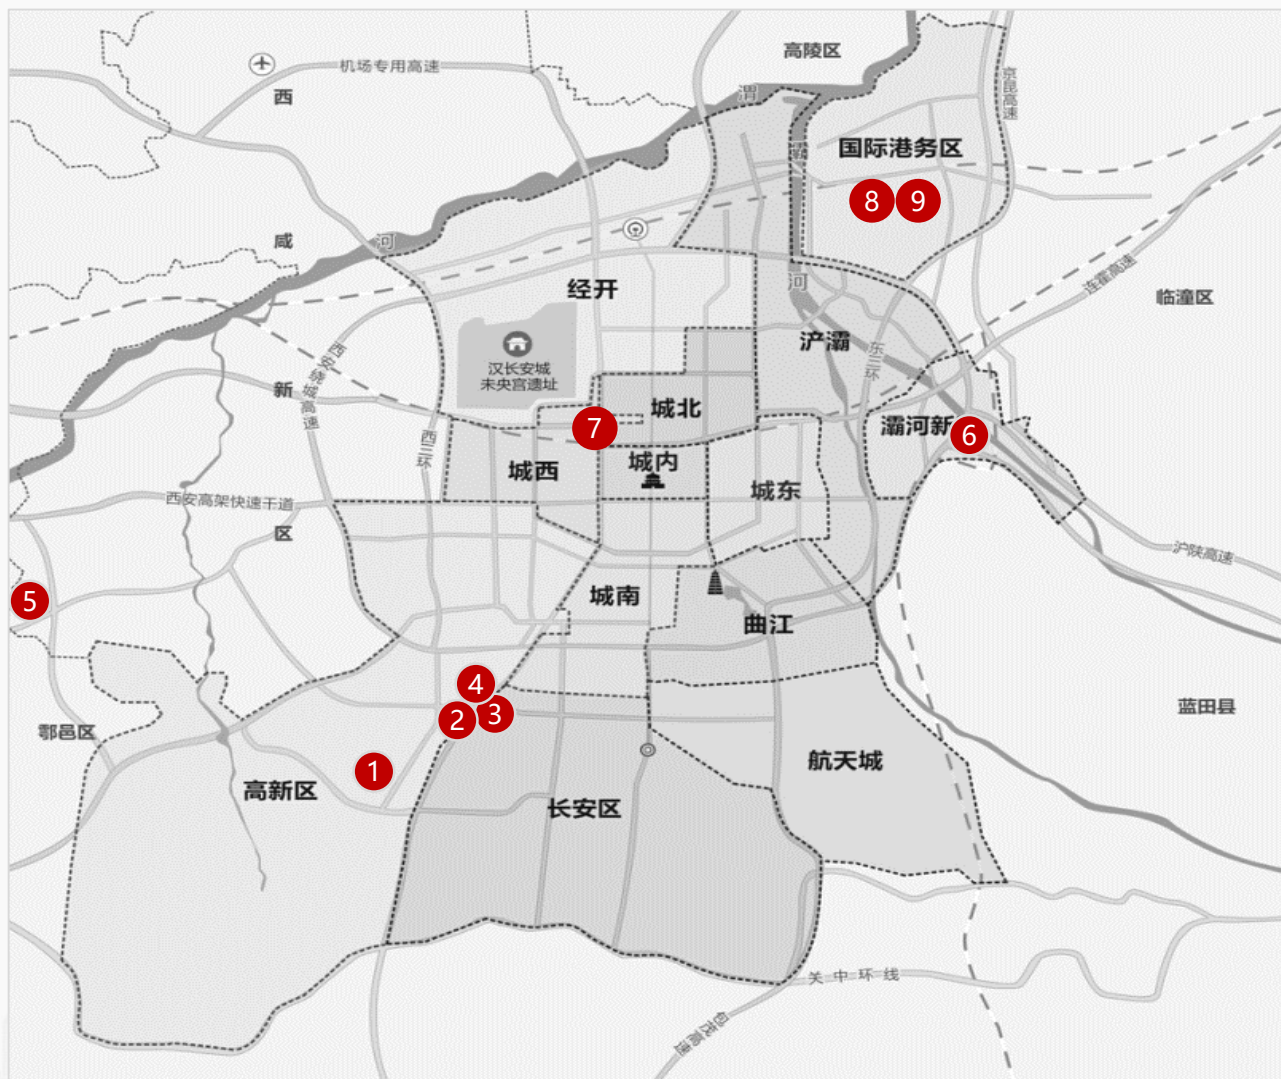 高陵区
机场专用高速
西
渭
京昆高速
国际港务区
灞
8
9
咸
河
河
连霍高速
经开
临潼区
浐灞
西安绕城高速
东三环
汉长安城
未央宫遗址
新
城北
7
灞河新
6
西三环
城西
城内
城东
西安高架快速干道
区
沪陕高速
5
城南
曲江
4
2
3
鄠邑区
蓝田县
1
高新区
航天城
长安区
关中环线
包茂高速